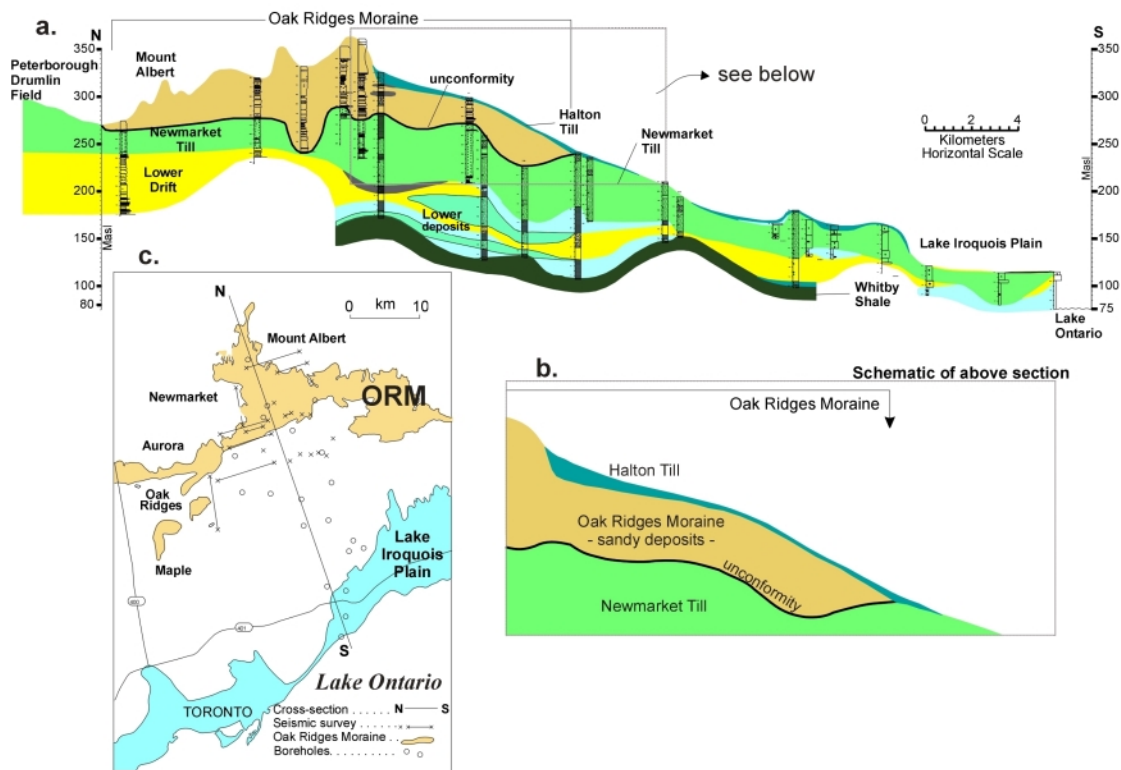 a.
Oak Ridges Moraine
N
S
350
300
250
200
150
100
80
Masl
Peterborough
Drumlin
Field
Mount
Albert
unconformity
see below
Halton
Till
Newmarket
Till
Newmarket
Till
Lower
Drift
Lower
deposits
0 4
Kilometers
Horizontal Scale
350
300
250
200
150
100
75
Masl
Lake Iroquois Plain
Whitby
Shale
Lake
Ontario
c.
N
0 km 10
Mount Albert
Newmarket
ORM
Aurora
Oak
Ridges
Maple
Lake
Iroquois
Plain
400
401
S
Lake Ontario
TORONTO
Cross-section . . . . . . N S
Seismic survey . . . . .
Oak Ridges Moraine . .
Boreholes. . . . . . . . .
b.
Schematic of above section
Oak Ridges Moraine
Halton Till
Oak Ridges Moraine
- sandy deposits -
unconformity
Newmarket Till